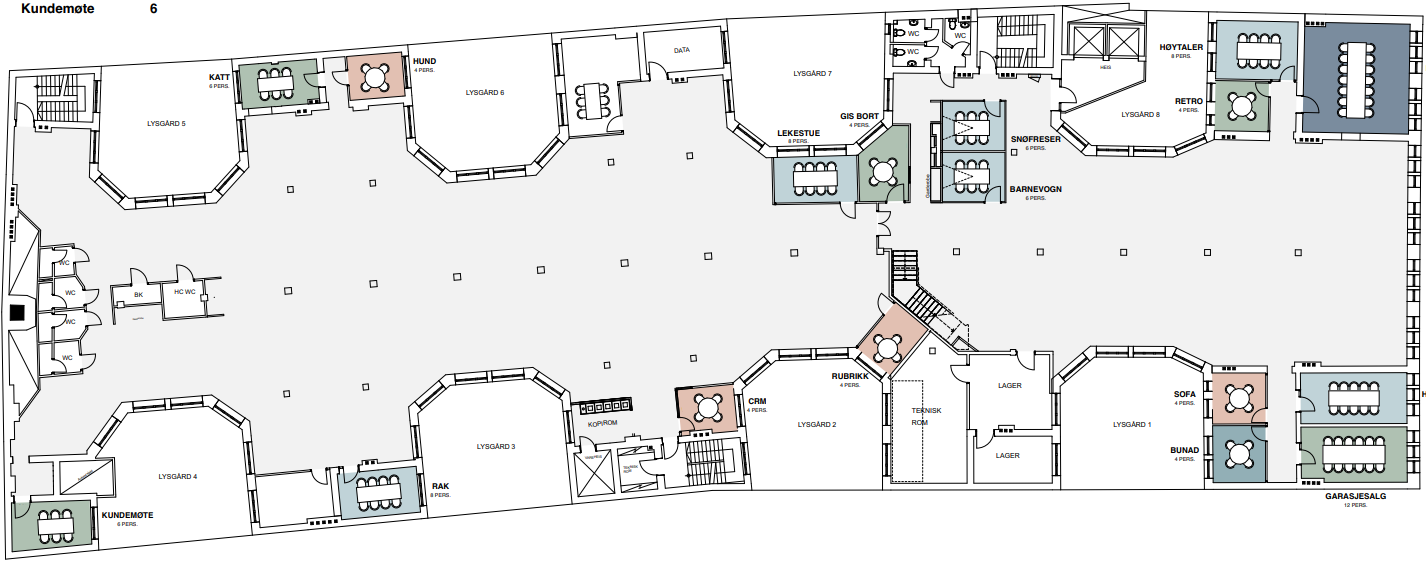 Kundemøte 6
WC
WC
WC
HUND
4 PERS.
DATA
HØYTALER
8 PERS.
KATT
6 PERS.
HEIS
LYSGÅRD 7
LYSGÅRD 6
RETRO
4 PERS.
LYSGÅRD 5
GIS BORT
4 PERS.
LYSGÅRD 8
LEKESTUE
8 PERS.
SNØFRESER
6 PERS.
BARNEVOGN
6 PERS.
WC
WC
BK
HC WC
WC
WC
RUBRIKK
4 PERS.
LAGER
SOFA
4 PERS.
H
CRM
4 PERS.
TEKNISK
ROM
KOPIROM
LYSGÅRD 2
LYSGÅRD 1
LYSGÅRD 3
BUNAD
4 PERS.
LAGER
LYSGÅRD 4
RAK
8 PERS.
GARASJESALG
12 PERS.
KUNDEMØTE
6 PERS.